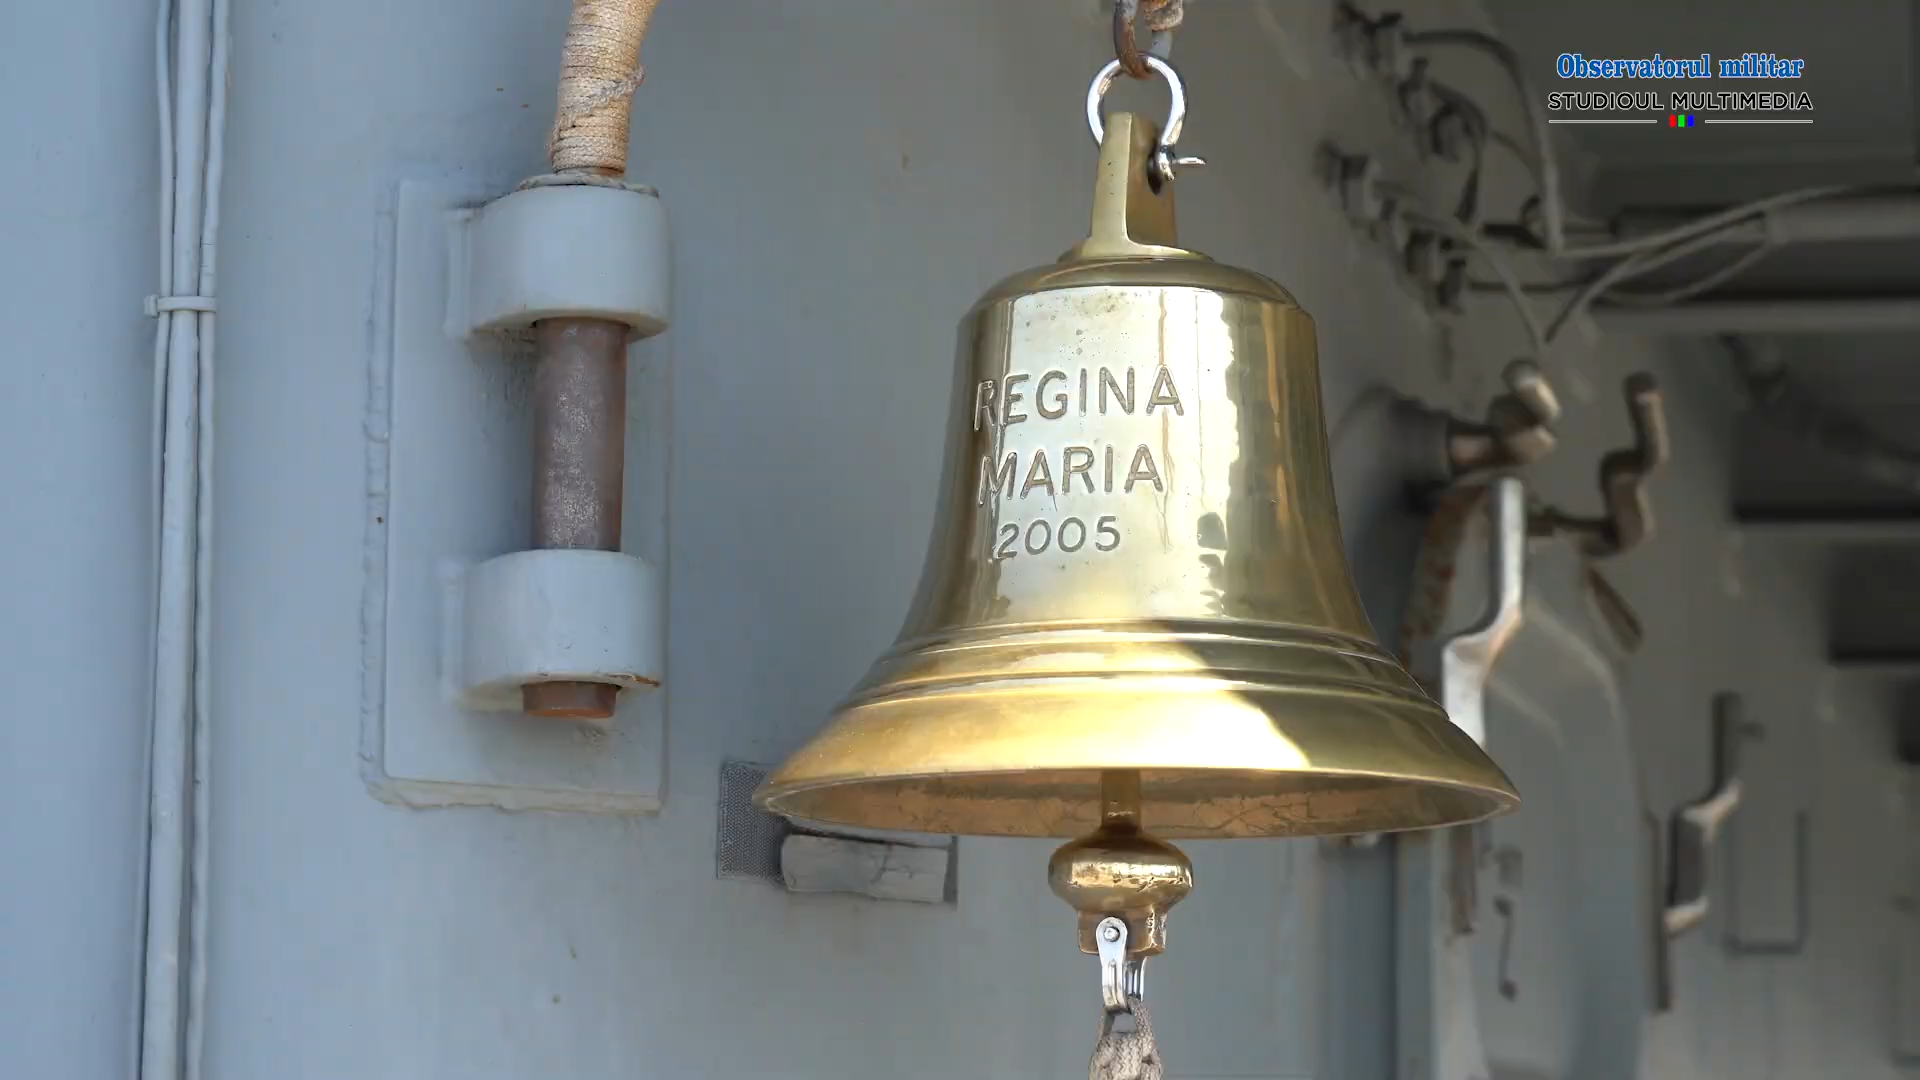 Observatorul militar
STUDIOUL MULTIMEDIA
REGINA
MARIA
2005